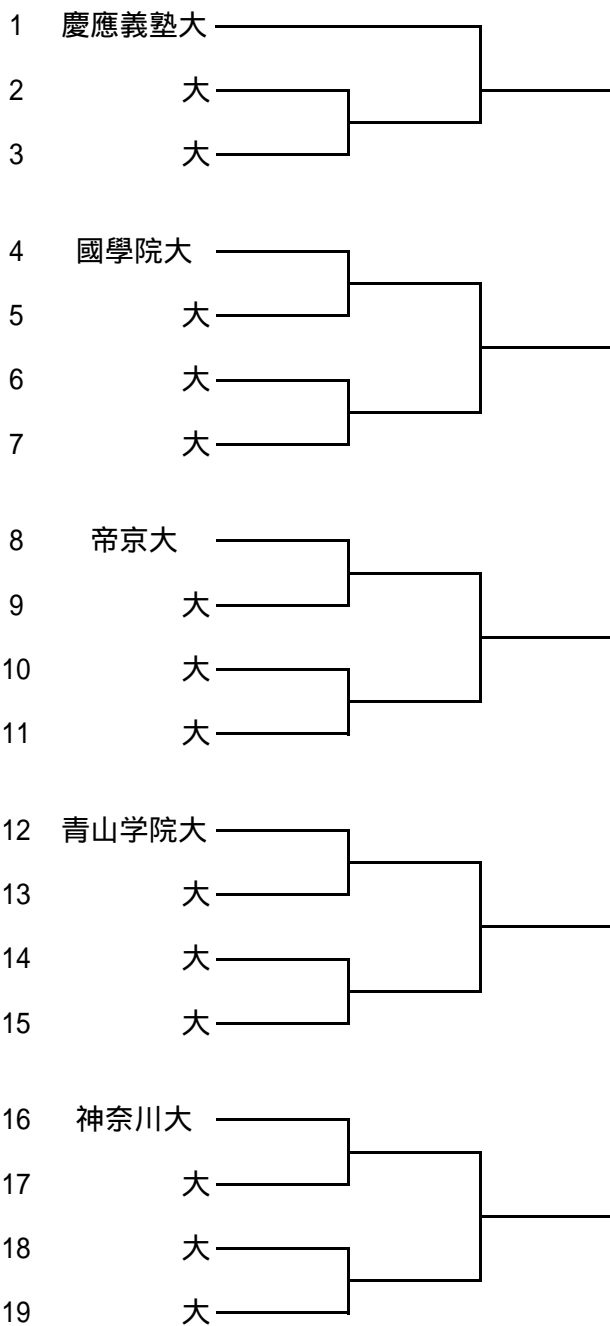 1 慶應義塾大
2 大
3 大
4 國學院大
5 大
6 大
7 大
8 帝京大
9 大
10 大
11 大
12 青山学院大
13 大
14 大
15 大
16 神奈川大
17 大
18 大
19 大